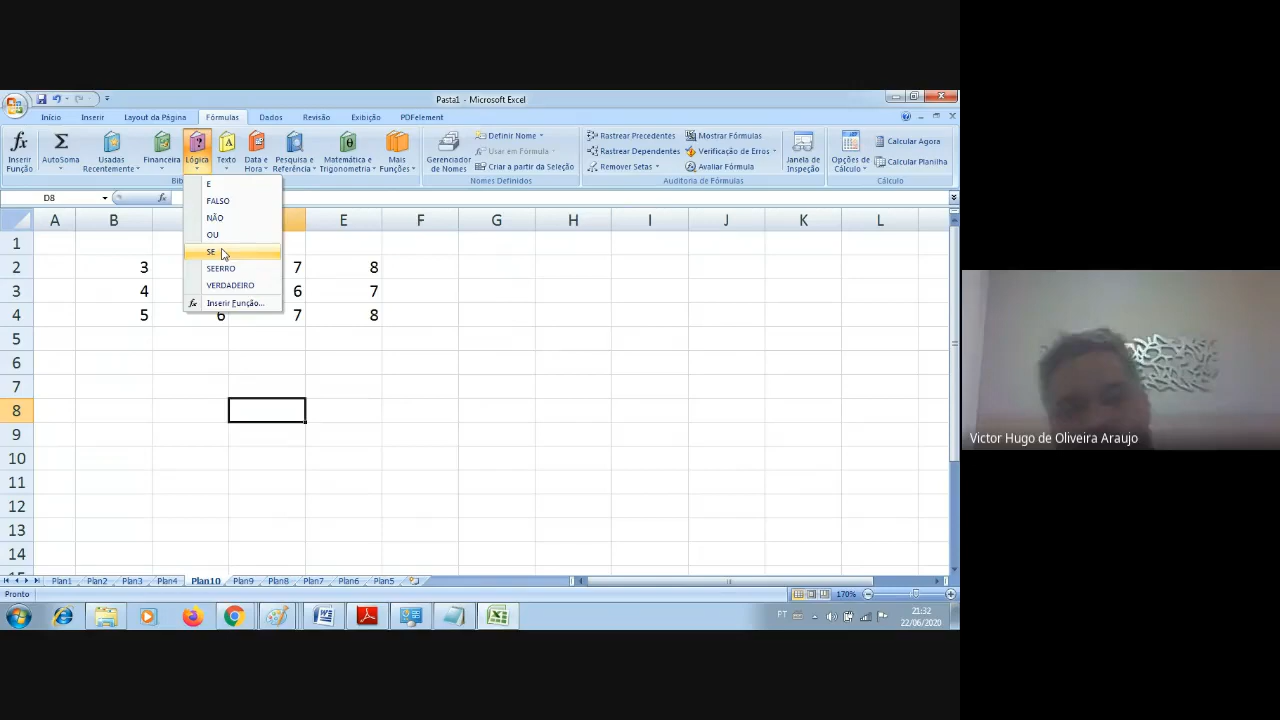 Pasta1 - Microsoft Excel
Início Inserir Layout da Página Fórmulas Dados Revisão Exibição PDFelement
Inserir Função
AutoSoma
Usadas Recentemente
Financeira
Lógica
Texto
Data e Hora
Pesquisa e Referência
Matemática e Trigonometria
Mais Funções
Gerenciador de Nomes
Definir Nome
Usar em Fórmula
Criar a partir da Seleção
Nomes Definidos
Rastrear Precedentes
Rastrear Dependentes
Remover Setas
Mostrar Fórmulas
Verificação de Erros
Avaliar Fórmula
Auditoria de Fórmulas
Janela de Inspeção
Opções de Cálculo
Calcular Agora
Calcular Planilha
Cálculo
Bib
D8
fx
E
FALSO
NÃO
OU
SE
SEERRO
VERDADEIRO
fx Inserir Função...
A B E F G H I J K L
1
2 3 7 8
3 4 6 7
4 5 6 7 8
5
6
7
8
9
10
11
12
13
14
Plan1 Plan2 Plan3 Plan4 Plan10 Plan9 Plan8 Plan7 Plan6 Plan5
Pronto
170%
PT
21:32
22/06/2020
Victor Hugo de Oliveira Araujo